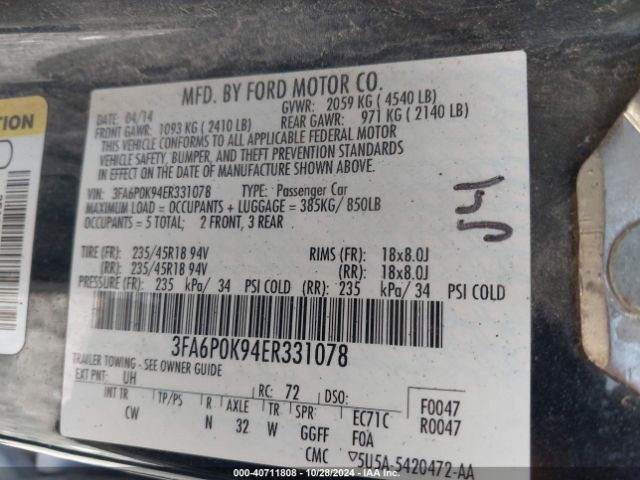 MFD. BY FORD MOTOR CO.
DATE: 04/14 GVWR: 2059 KG (4540 LB)
FRONT GAWR: 1093 KG (2410 LB) REAR GAWR: 971 KG (2140 LB)
THIS VEHICLE CONFORMS TO ALL APPLICABLE FEDERAL MOTOR
VEHICLE SAFETY, BUMPER, AND THEFT PREVENTION STANDARDS
IN EFFECT ON THE DATE OF MANUFACTURE SHOWN ABOVE.
VIN: 3FA6P0K94ER331078 TYPE: Passenger Car
MAXIMUM LOAD = OCCUPANTS + LUGGAGE = 385KG/ 850LB
OCCUPANTS = 5 TOTAL; 2 FRONT, 3 REAR
TIRE (FR): 235/45R18 94V RIMS (FR): 18x8.0J
(RR): 235/45R18 94V (RR): 18x8.0J
PRESSURE (FR): 235 kPa/ 34 PSI COLD (RR): 235 kPa/ 34 PSI COLD
3FA6P0K94ER331078
TRAILER TOWING - SEE OWNER GUIDE
EXT PNT: UH RC: 72 DSO: F0047
INT TR TP/PS R AXLE TR SPR EC71C R0047
CW N 32 W GGFF F0A
CMC 5U5A-5420472-AA
40711808 - COPART 10/28/2024 - IAA HOLDINGS, LLC